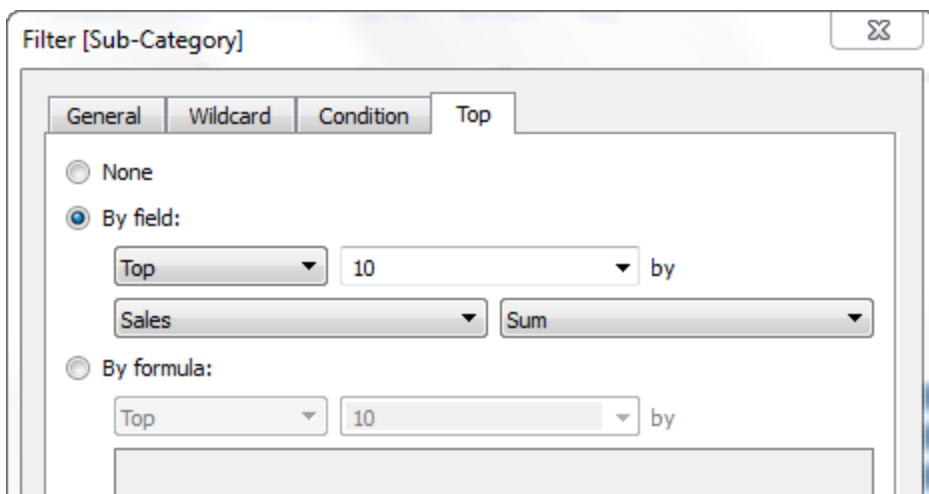 Filter [Sub-Category]
General Wildcard Condition Top
None
By field:
Top 10 by
Sales Sum
By formula:
Top 10 by